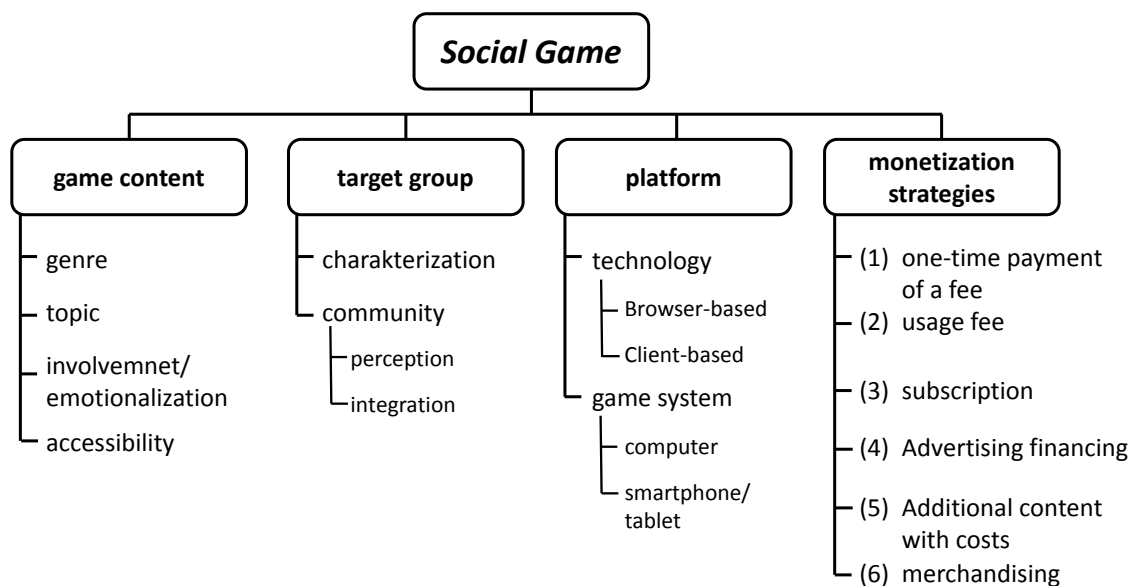 Social Game
game content
genre
topic
involvemnet/
emotionalization
accessibility
target group
charakterization
community
perception
integration
platform
technology
Browser-based
Client-based
game system
computer
smartphone/
tablet
monetization
strategies
(1) one-time payment
of a fee
(2) usage fee
(3) subscription
(4) Advertising financing
(5) Additional content
with costs
(6) merchandising